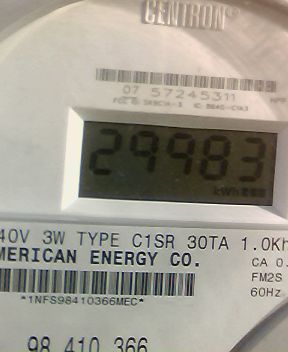 CENTRON®
07 57245311
29983
kWh
40V 3W TYPE C1SR 30TA 1.0Kh
MERICAN ENERGY CO.
CA 0.
FM2S
*1NFS98410366MEC*
60Hz
98 410 366